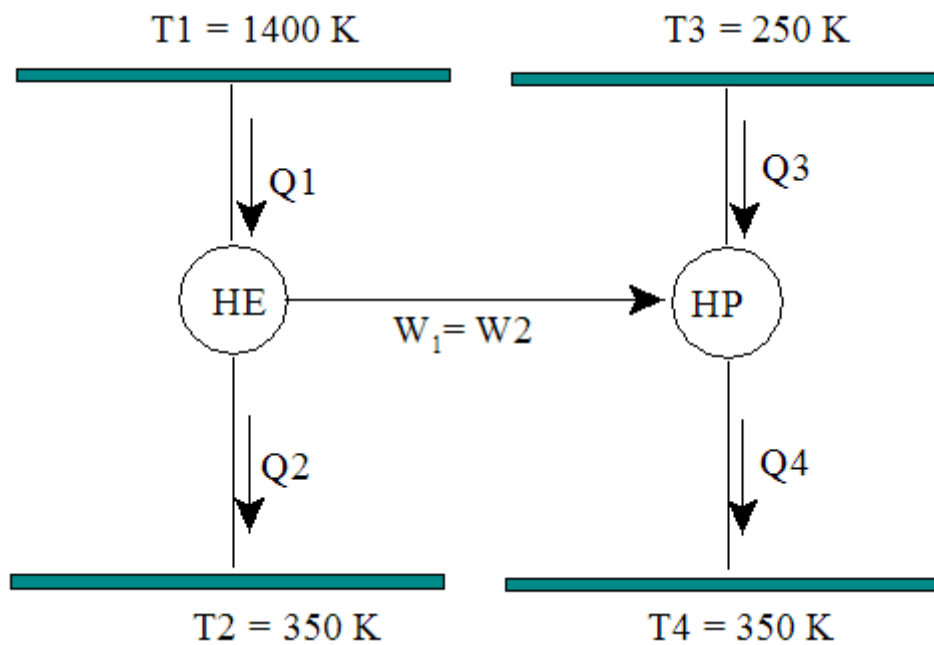 T1 = 1400 K
T3 = 250 K
Q1
Q3
HE
HP
W₁= W2
Q2
Q4
T2 = 350 K
T4 = 350 K